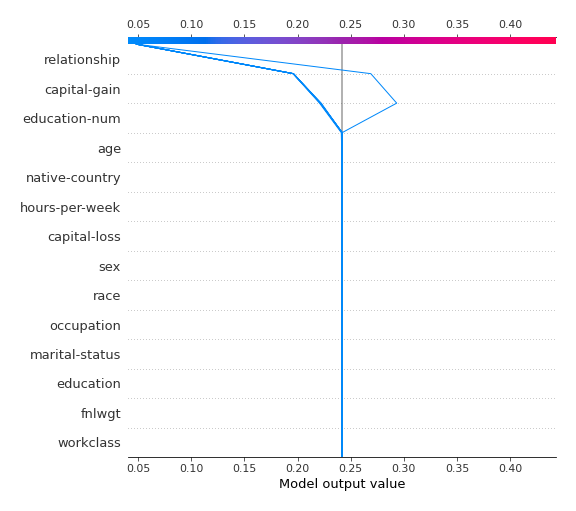 0.05 0.10 0.15 0.20 0.25 0.30 0.35 0.40
relationship
capital-gain
education-num
age
native-country
hours-per-week
capital-loss
sex
race
occupation
marital-status
education
fnlwgt
workclass
0.05 0.10 0.15 0.20 0.25 0.30 0.35 0.40
Model output value